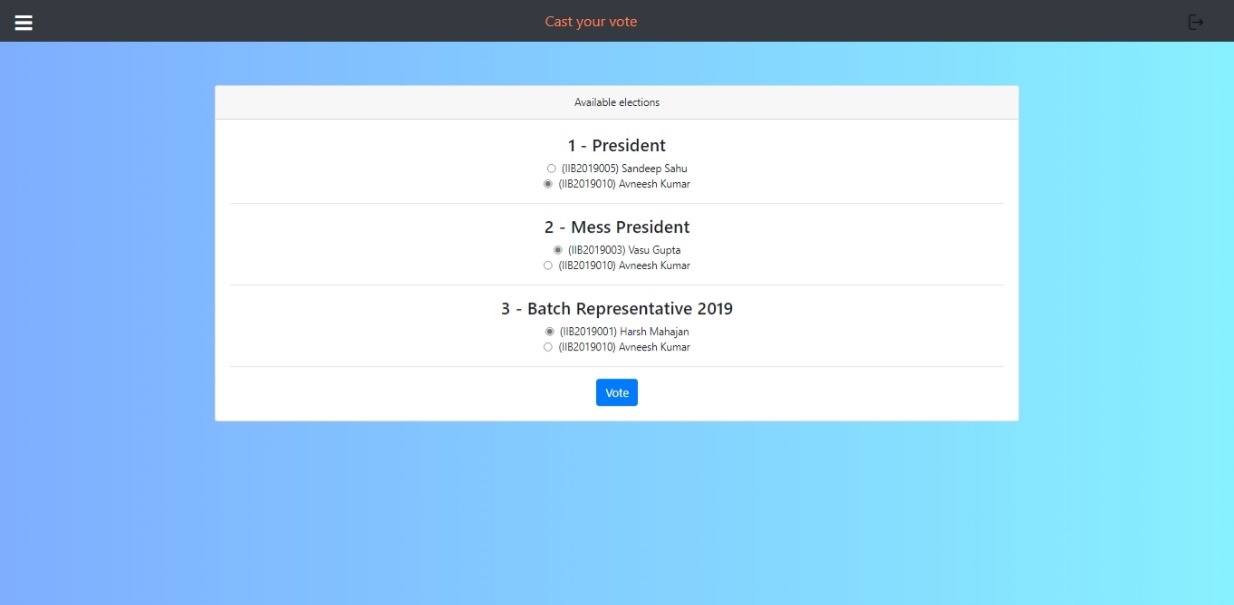 Cast your vote
Available elections
1 - President
(IIB2019005) Sandeep Sahu
(IIB2019010) Avneesh Kumar
2 - Mess President
(IIB2019003) Vasu Gupta
(IIB2019010) Avneesh Kumar
3 - Batch Representative 2019
(IIB2019001) Harsh Mahajan
(IIB2019010) Avneesh Kumar
Vote